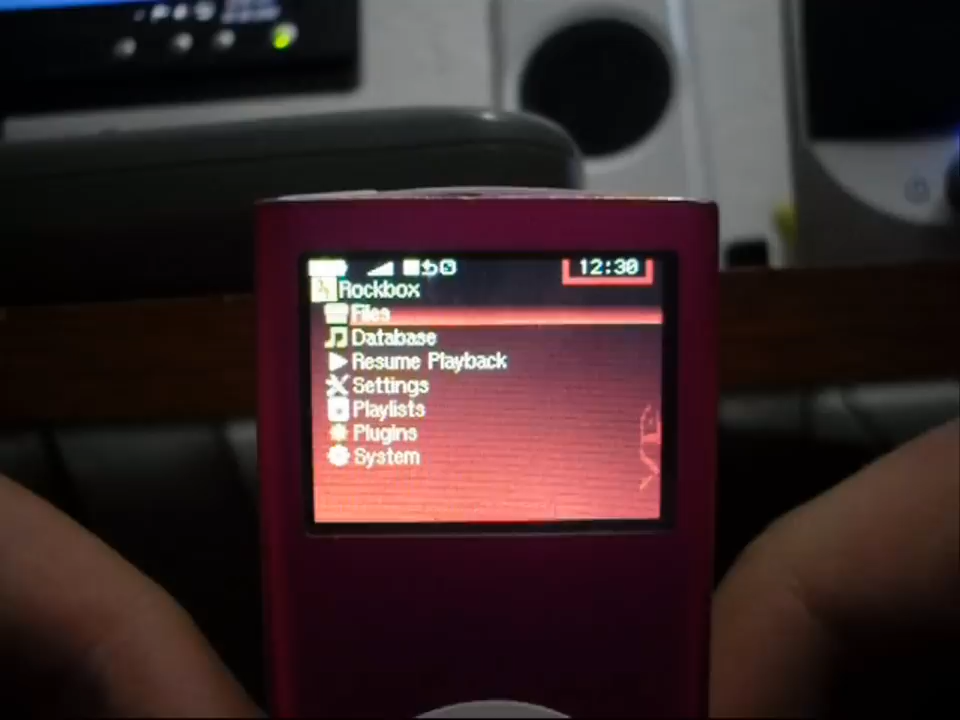 12:30
Rockbox
Files
Database
Resume Playback
Settings
Playlists
Plugins
System